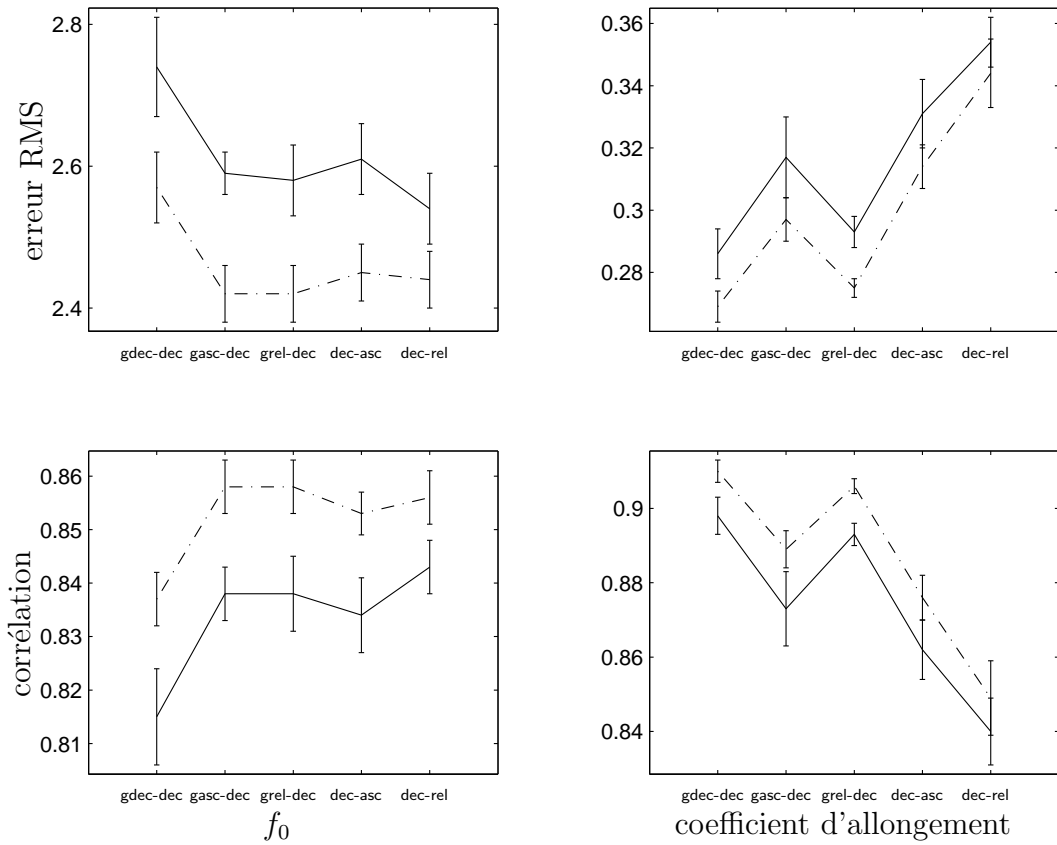 erreur RMS
2.8
2.6
2.4
gdec-dec gasc-dec grel-dec dec-asc dec-rel
0.36
0.34
0.32
0.3
0.28
gdec-dec gasc-dec grel-dec dec-asc dec-rel
corrélation
0.86
0.85
0.84
0.83
0.82
0.81
gdec-dec gasc-dec grel-dec dec-asc dec-rel
f₀
0.9
0.88
0.86
0.84
gdec-dec gasc-dec grel-dec dec-asc dec-rel
coefficient d'allongement